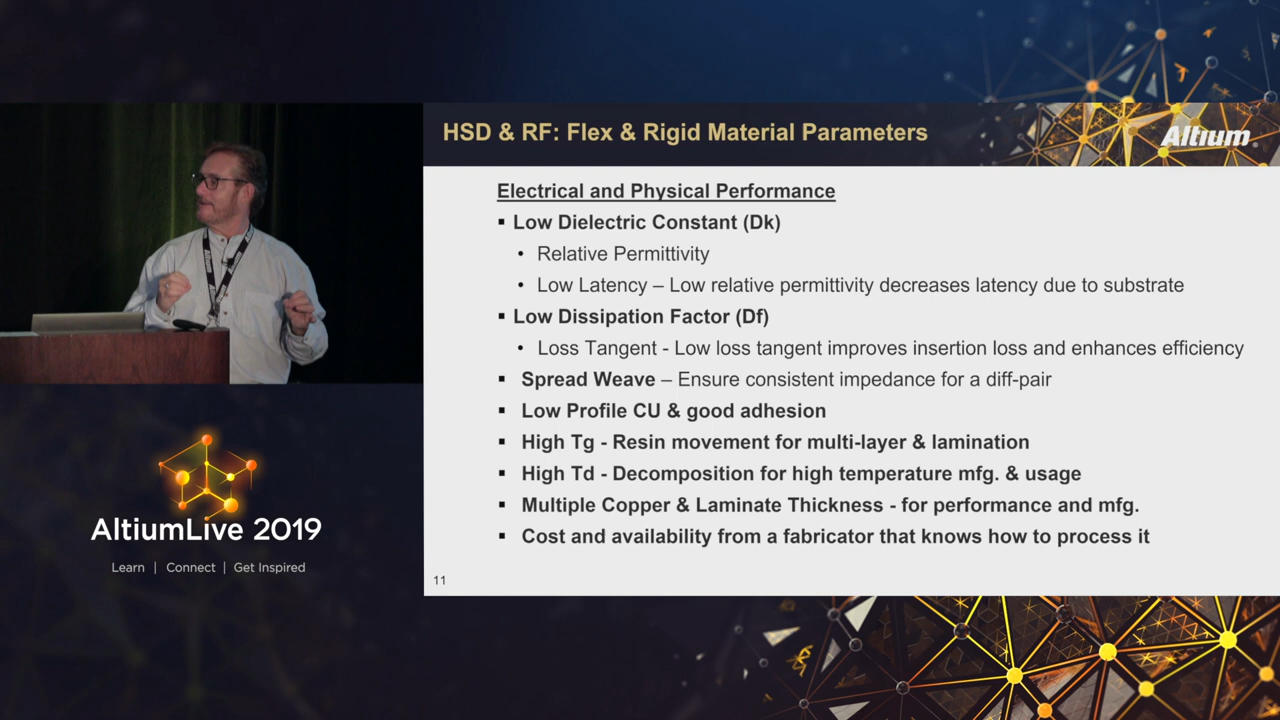 HSD & RF: Flex & Rigid Material Parameters
Altium
Electrical and Physical Performance
▪ Low Dielectric Constant (Dk)
• Relative Permittivity
• Low Latency – Low relative permittivity decreases latency due to substrate
▪ Low Dissipation Factor (Df)
• Loss Tangent - Low loss tangent improves insertion loss and enhances efficiency
▪ Spread Weave – Ensure consistent impedance for a diff-pair
▪ Low Profile CU & good adhesion
▪ High Tg - Resin movement for multi-layer & lamination
▪ High Td - Decomposition for high temperature mfg. & usage
▪ Multiple Copper & Laminate Thickness - for performance and mfg.
▪ Cost and availability from a fabricator that knows how to process it
11
Altium
AltiumLive 2019
Learn | Connect | Get Inspired